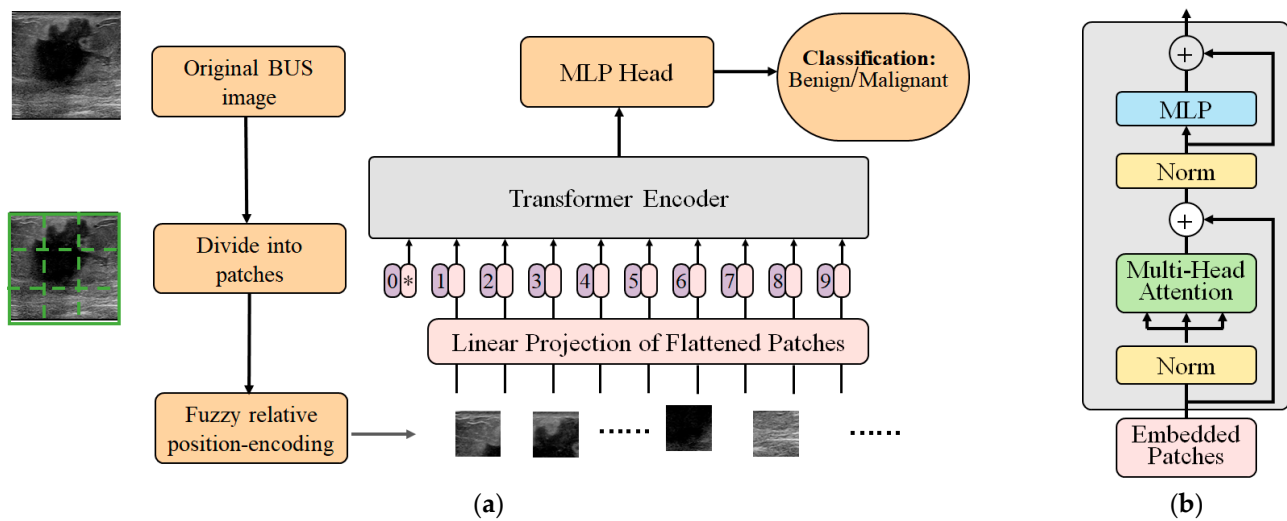 Original BUS
image
Divide into
patches
Fuzzy relative
position-encoding
MLP Head
Classification:
Benign/Malignant
Transformer Encoder
0 * 1 2 3 4 5 6 7 8 9
Linear Projection of Flattened Patches
...... ......
(a)
+
MLP
Norm
+
Multi-Head
Attention
Norm
Embedded
Patches
(b)